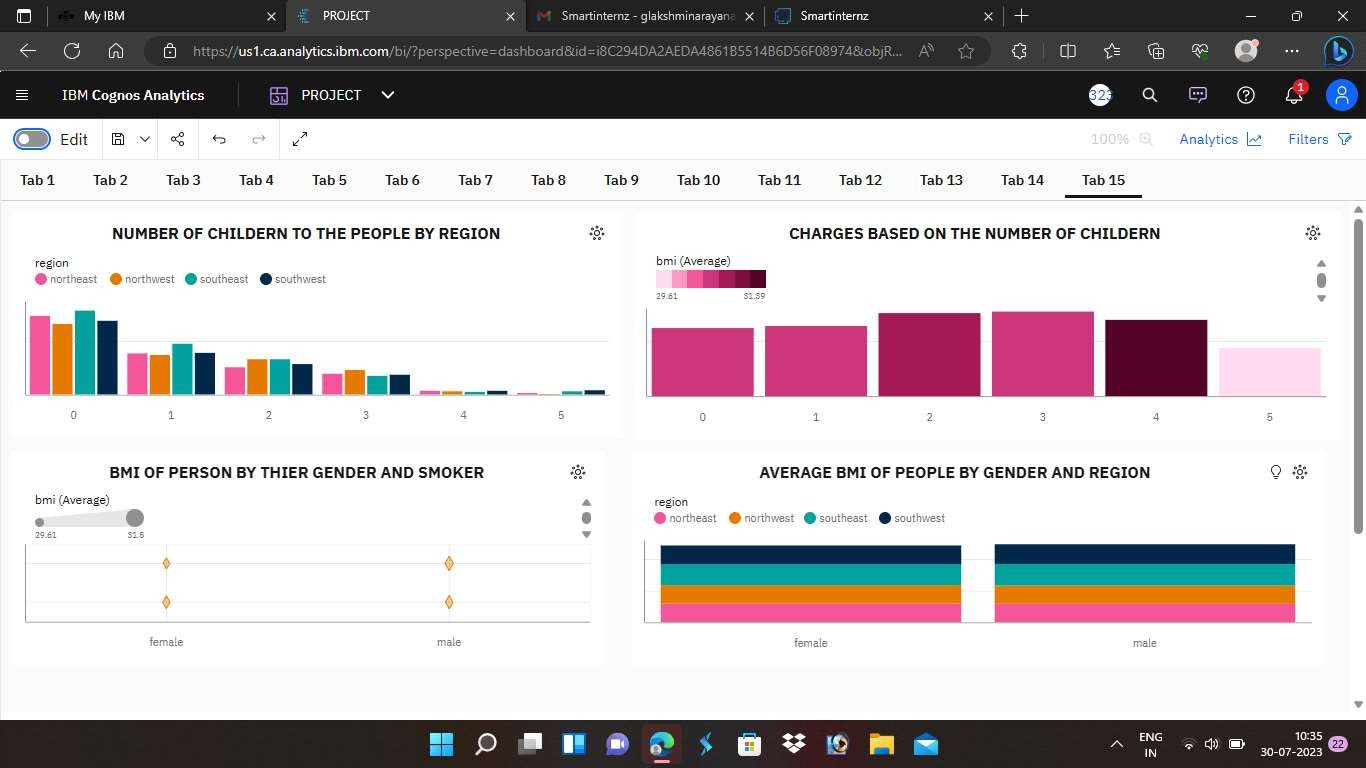 My IBM
PROJECT
Smartinternz - glakshminarayana
Smartinternz
https://us1.ca.analytics.ibm.com/bi/?perspective=dashboard&id=i8C294DA2AEDA4861B5514B6D56F08974&objR...
IBM Cognos Analytics
PROJECT
323
1
Edit
100%
Analytics
Filters
Tab 1 Tab 2 Tab 3 Tab 4 Tab 5 Tab 6 Tab 7 Tab 8 Tab 9 Tab 10 Tab 11 Tab 12 Tab 13 Tab 14 Tab 15
NUMBER OF CHILDERN TO THE PEOPLE BY REGION
region
northeast northwest southeast southwest
0 1 2 3 4 5
CHARGES BASED ON THE NUMBER OF CHILDERN
bmi (Average)
29.61 31.39
0 1 2 3 4 5
BMI OF PERSON BY THIER GENDER AND SMOKER
bmi (Average)
29.61 31.5
female male
AVERAGE BMI OF PEOPLE BY GENDER AND REGION
region
northeast northwest southeast southwest
female male
ENG
IN
10:35
30-07-2023
22